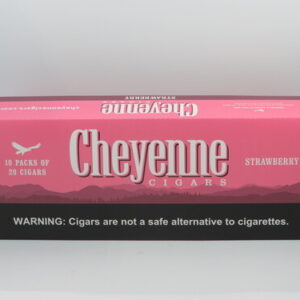 STRAWBERRY
Cheyenne
10 PACKS OF
20 CIGARS
Cheyenne
CIGARS
STRAWBERRY
WARNING: Cigars are not a safe alternative to cigarettes.